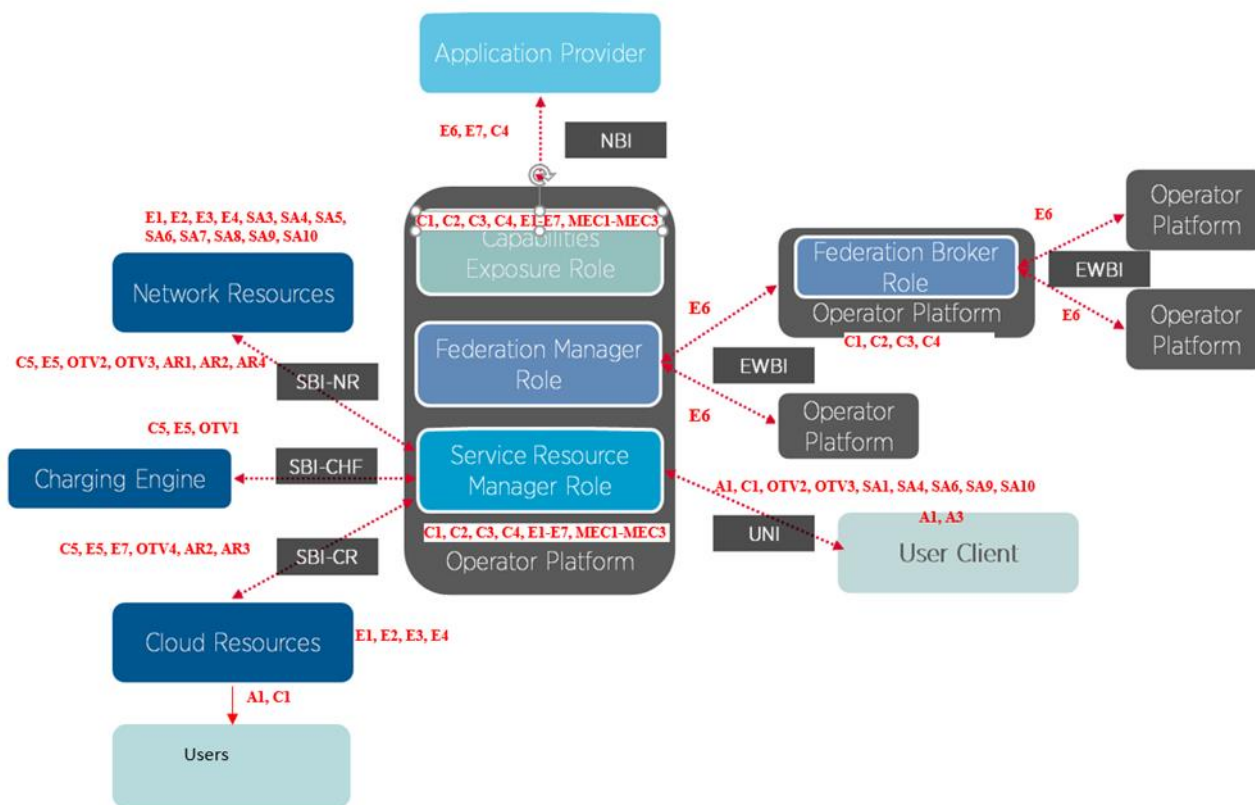 Application Provider
E6, E7, C4
NBI
E1, E2, E3, E4, SA3, SA4, SA5,
SA6, SA7, SA8, SA9, SA10
Network Resources
C1, C2, C3, C4, E1-E7, MEC1-MEC3
Capabilities
Exposure Role
Federation Manager
Role
Service Resource
Manager Role
C1, C2, C3, C4, E1-E7, MEC1-MEC3
Operator Platform
C5, E5, OTV2, OTV3, AR1, AR2, AR4
SBI-NR
C5, E5, OTV1
SBI-CHF
Charging Engine
C5, E5, E7, OTV4, AR2, AR3
SBI-CR
Cloud Resources
E1, E2, E3, E4
A1, C1
Users
E6
Federation Broker
Role
Operator Platform
C1, C2, C3, C4
E6
EWBI
E6
Operator
Platform
Operator
Platform
EWBI
E6
Operator
Platform
A1, C1, OTV2, OTV3, SA1, SA4, SA6, SA9, SA10
UNI
A1, A3
User Client